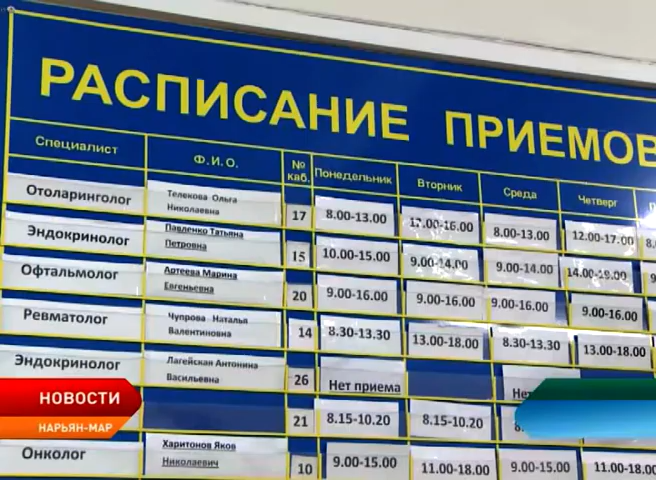 РАСПИСАНИЕ ПРИЕМОВ
Специалист Ф.И.О. № каб. Понедельник Вторник Среда Четверг
Отоларинголог Телекова Ольга Николаевна 17 8.00-13.00 12.00-16.00 8.00-13.00 12.00-17.00
Эндокринолог Павленко Татьяна Петровна 15 10.00-15.00 9.00-14.00 9.00-14.00 14.00-19.00
Офтальмолог Артеева Марина Евгеньевна 20 9.00-16.00 9.00-16.00 9.00-16.00 9.00-16.00
Ревматолог Чупрова Наталья Валентиновна 14 8.30-13.30 13.00-18.00 8.30-13.30 13.00-18.00
Эндокринолог Лагейская Антонина Васильевна 26 Нет приема
21 8.15-10.20 8.15-10.20
Онколог Харитонов Яков Николаевич 10 9.00-15.00 11.00-18.00 9.00-15.00 11.00-18.00
НОВОСТИ
НАРЬЯН-МАР